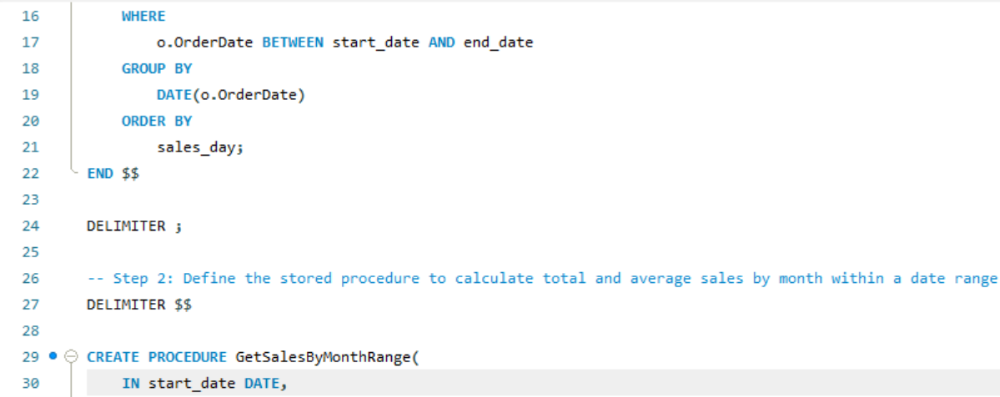 16 WHERE
17 o.OrderDate BETWEEN start_date AND end_date
18 GROUP BY
19 DATE(o.OrderDate)
20 ORDER BY
21 sales_day;
22 END $$
23
24 DELIMITER ;
25
26 -- Step 2: Define the stored procedure to calculate total and average sales by month within a date range
27 DELIMITER $$
28
29 CREATE PROCEDURE GetSalesByMonthRange(
30 IN start_date DATE,